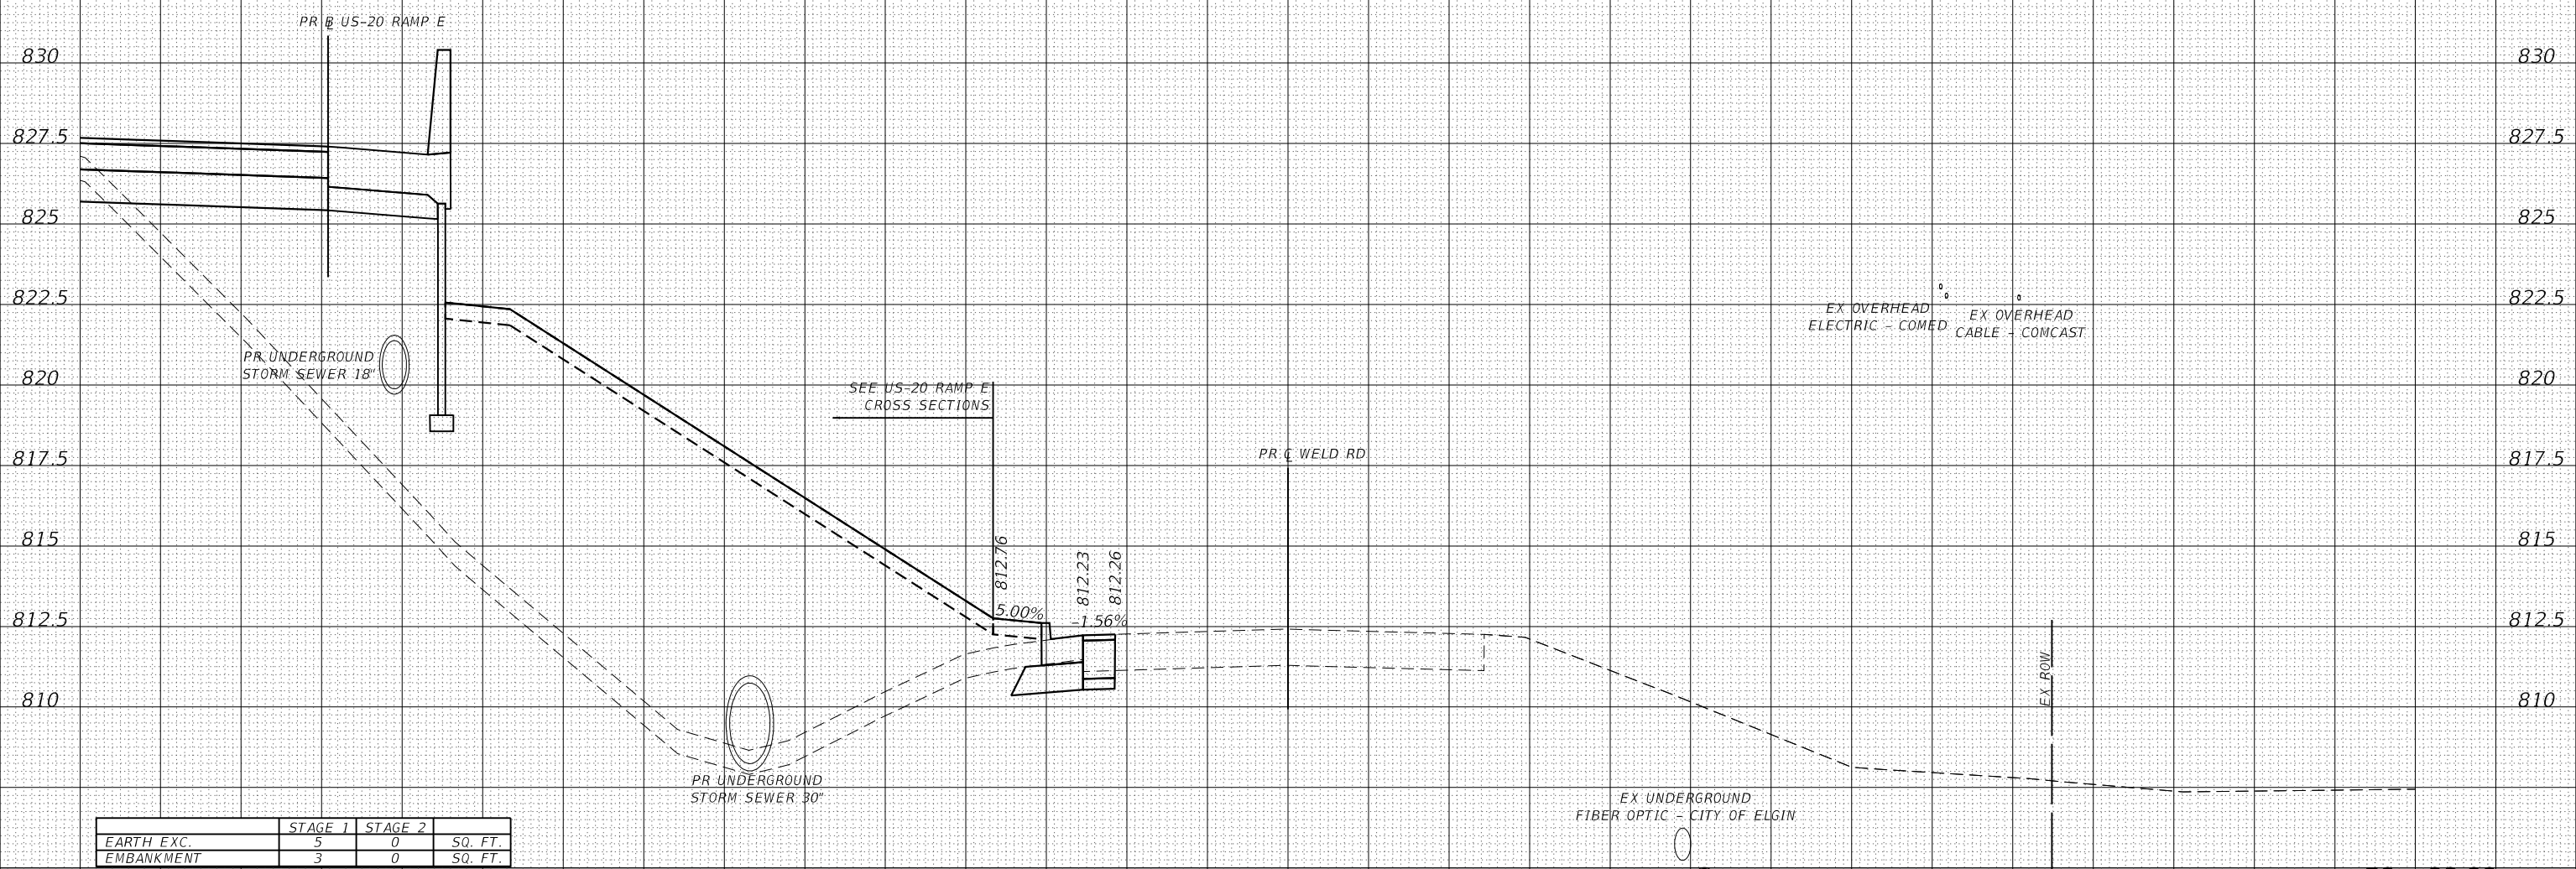 PR ⅊ US-20 RAMP E
830
830
827.5
827.5
825
825
822.5
822.5
EX OVERHEAD
ELECTRIC - COMED
EX OVERHEAD
CABLE - COMCAST
PR UNDERGROUND
STORM SEWER 18"
820
820
SEE US-20 RAMP E
CROSS SECTIONS
817.5
817.5
PR ℄ WELD RD
815
815
812.76
812.23
812.26
5.00%
-1.56%
812.5
812.5
EX ROW
810
810
PR UNDERGROUND
STORM SEWER 30"
EX UNDERGROUND
FIBER OPTIC - CITY OF ELGIN
STAGE 1 STAGE 2
EARTH EXC. 5 0 SQ. FT.
EMBANKMENT 3 0 SQ. FT.